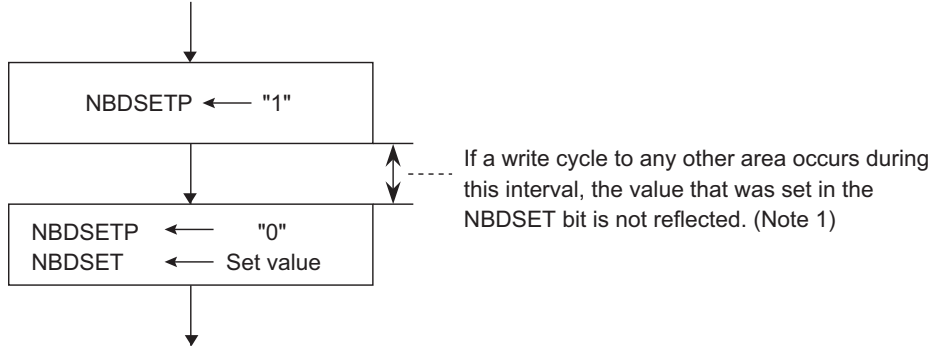 NBDSETP ← "1"
If a write cycle to any other area occurs during
this interval, the value that was set in the
NBDSET bit is not reflected. (Note 1)
NBDSETP ← "0"
NBDSET ← Set value